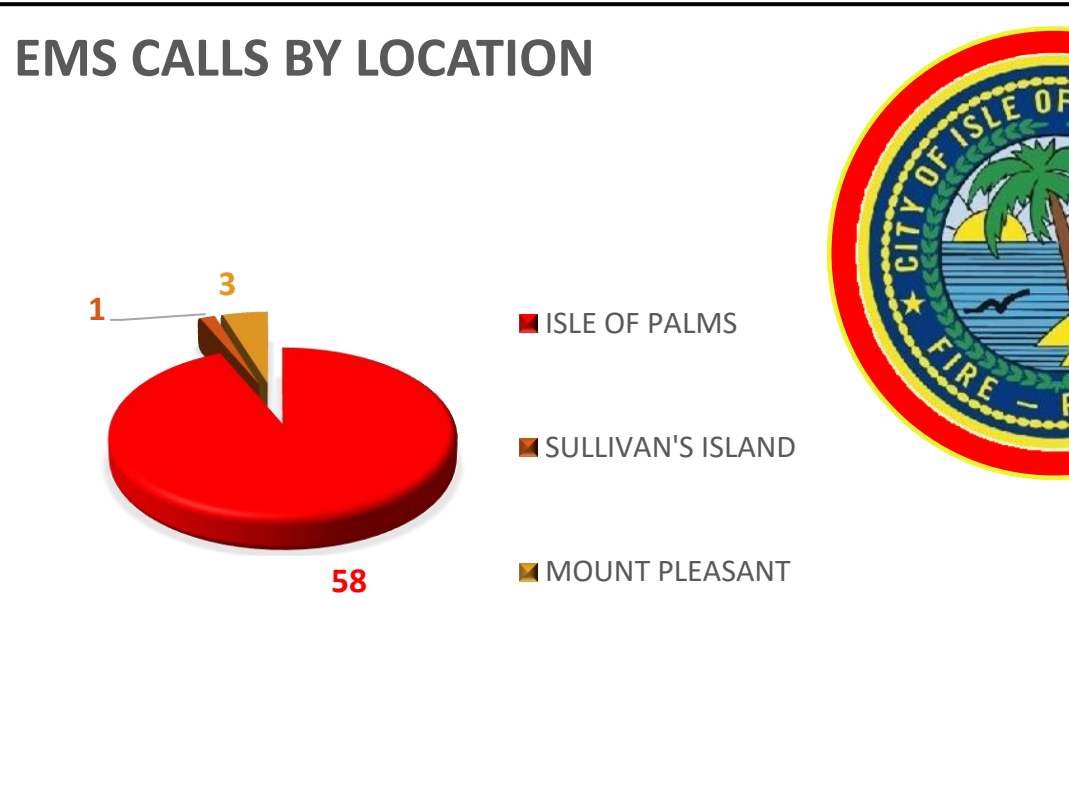 EMS CALLS BY LOCATION
CITY OF ISLE OF
FIRE –
3
1
ISLE OF PALMS
SULLIVAN'S ISLAND
MOUNT PLEASANT
58